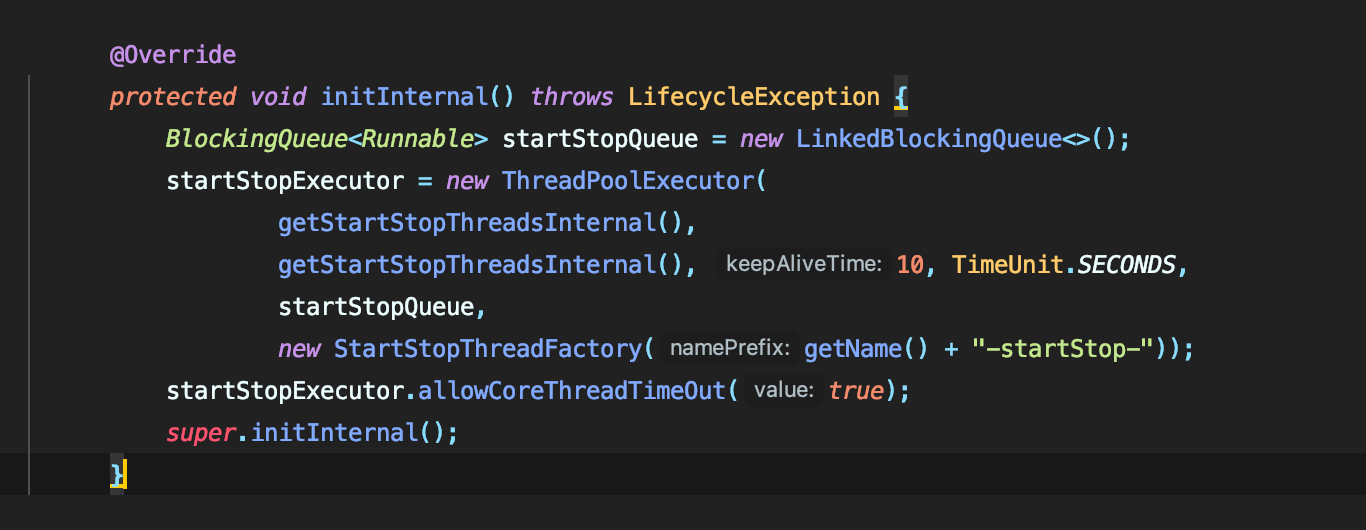 @Override
protected void initInternal() throws LifecycleException {
BlockingQueue<Runnable> startStopQueue = new LinkedBlockingQueue<>();
startStopExecutor = new ThreadPoolExecutor(
getStartStopThreadsInternal(),
getStartStopThreadsInternal(), keepAliveTime: 10, TimeUnit.SECONDS,
startStopQueue,
new StartStopThreadFactory( namePrefix: getName() + "-startStop-"));
startStopExecutor.allowCoreThreadTimeOut( value: true);
super.initInternal();
}